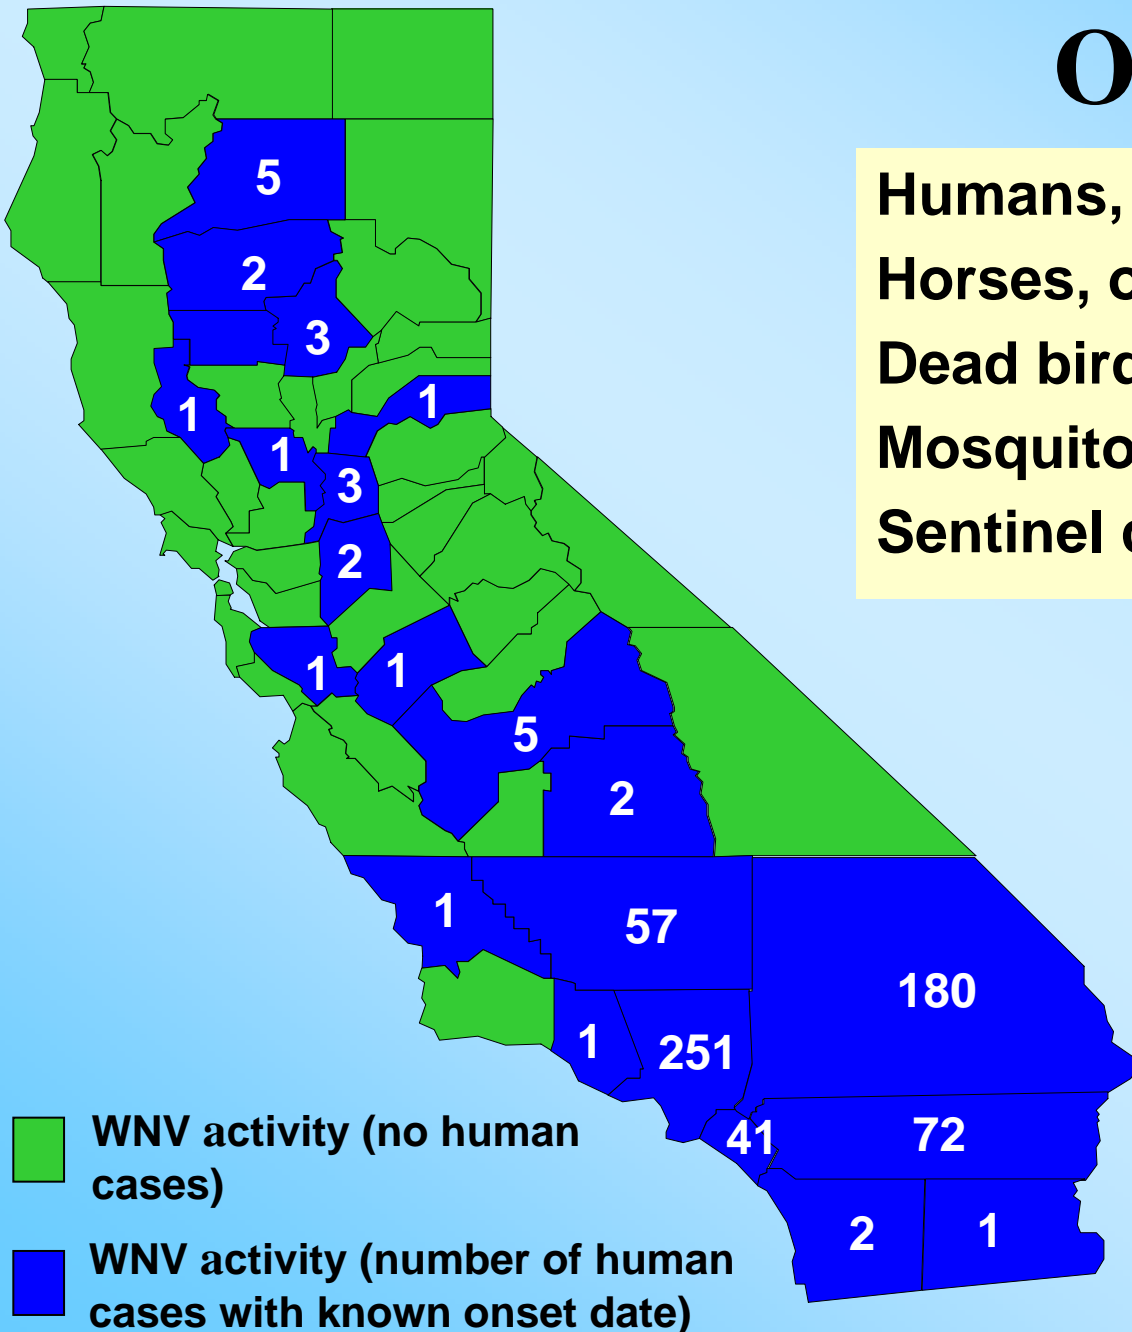 O
Humans,
Horses, o
Dead bird
Mosquito
Sentinel c
5
2
3
1
1
1
3
2
1
1
5
2
1
57
180
1
251
41
72
2
1
WNV activity (no human
cases)
WNV activity (number of human
cases with known onset date)